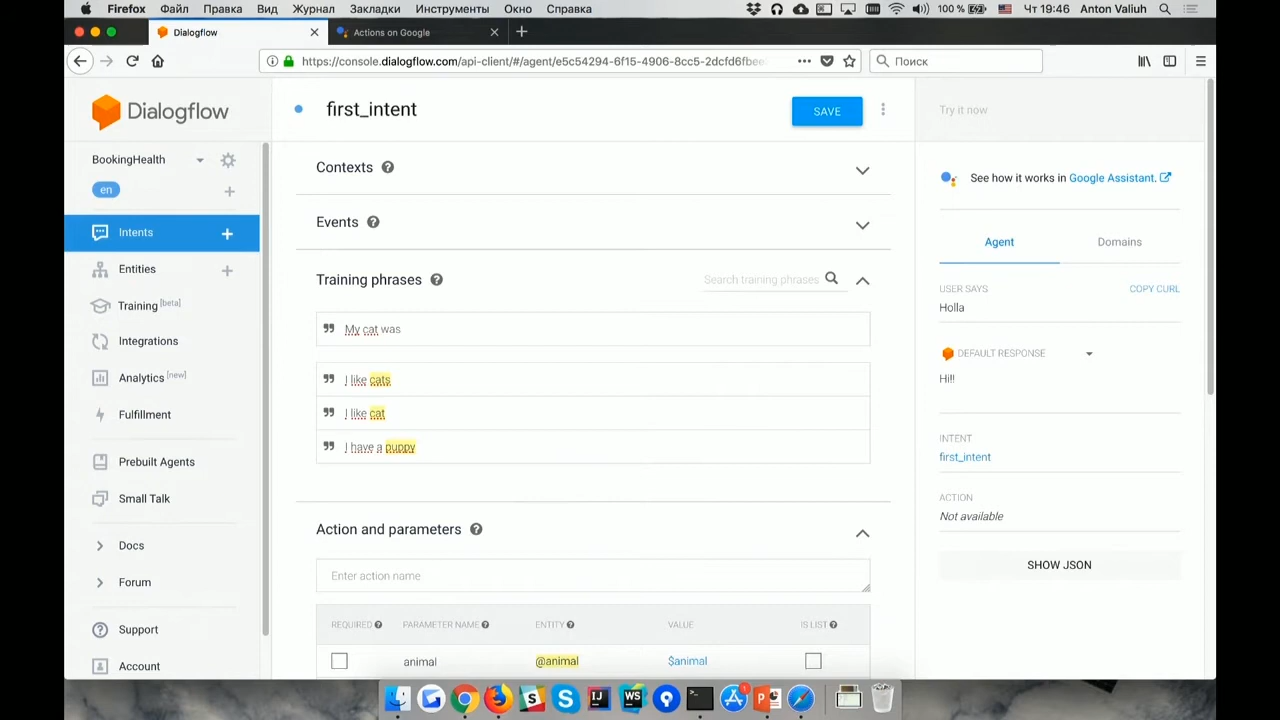 Firefox Файл Правка Вид Журнал Закладки Инструменты Окно Справка 100 % Чт 19:46 Anton Valiuh
Dialogflow Actions on Google
https://console.dialogflow.com/api-client/#/agent/e5c54294-6f15-4906-8cc5-2dcfd6fbee Поиск
Dialogflow
first_intent
SAVE
Try it now
BookingHealth
en
Intents
Entities
Training [beta]
Integrations
Analytics [new]
Fulfillment
Prebuilt Agents
Small Talk
Docs
Forum
Support
Account
Contexts
Events
Training phrases Search training phrases
My cat was
I like cats
I like cat
I have a puppy
Action and parameters
Enter action name
REQUIRED PARAMETER NAME ENTITY VALUE IS LIST
animal @animal $animal
See how it works in Google Assistant.
Agent Domains
USER SAYS COPY CURL
Holla
DEFAULT RESPONSE
Hi!!
INTENT
first_intent
ACTION
Not available
SHOW JSON